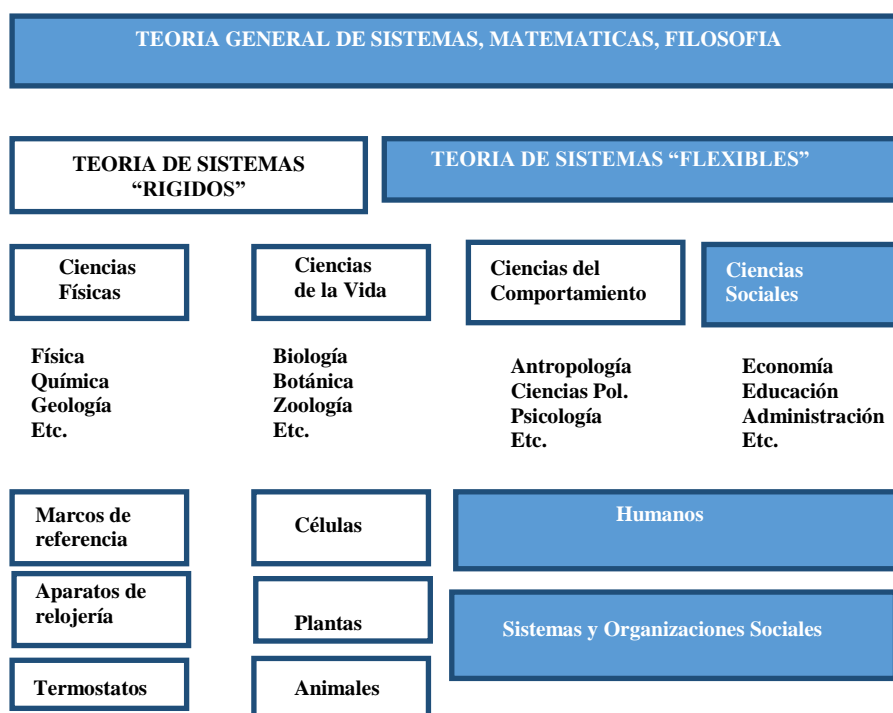 TEORIA GENERAL DE SISTEMAS, MATEMATICAS, FILOSOFIA
TEORIA DE SISTEMAS
“RIGIDOS”
TEORIA DE SISTEMAS “FLEXIBLES”
Ciencias
Físicas
Ciencias
de la Vida
Ciencias del
Comportamiento
Ciencias
Sociales
Física
Química
Geología
Etc.
Biología
Botánica
Zoología
Etc.
Antropología
Ciencias Pol.
Psicología
Etc.
Economía
Educación
Administración
Etc.
Marcos de
referencia
Células
Humanos
Aparatos de
relojería
Plantas
Sistemas y Organizaciones Sociales
Termostatos
Animales